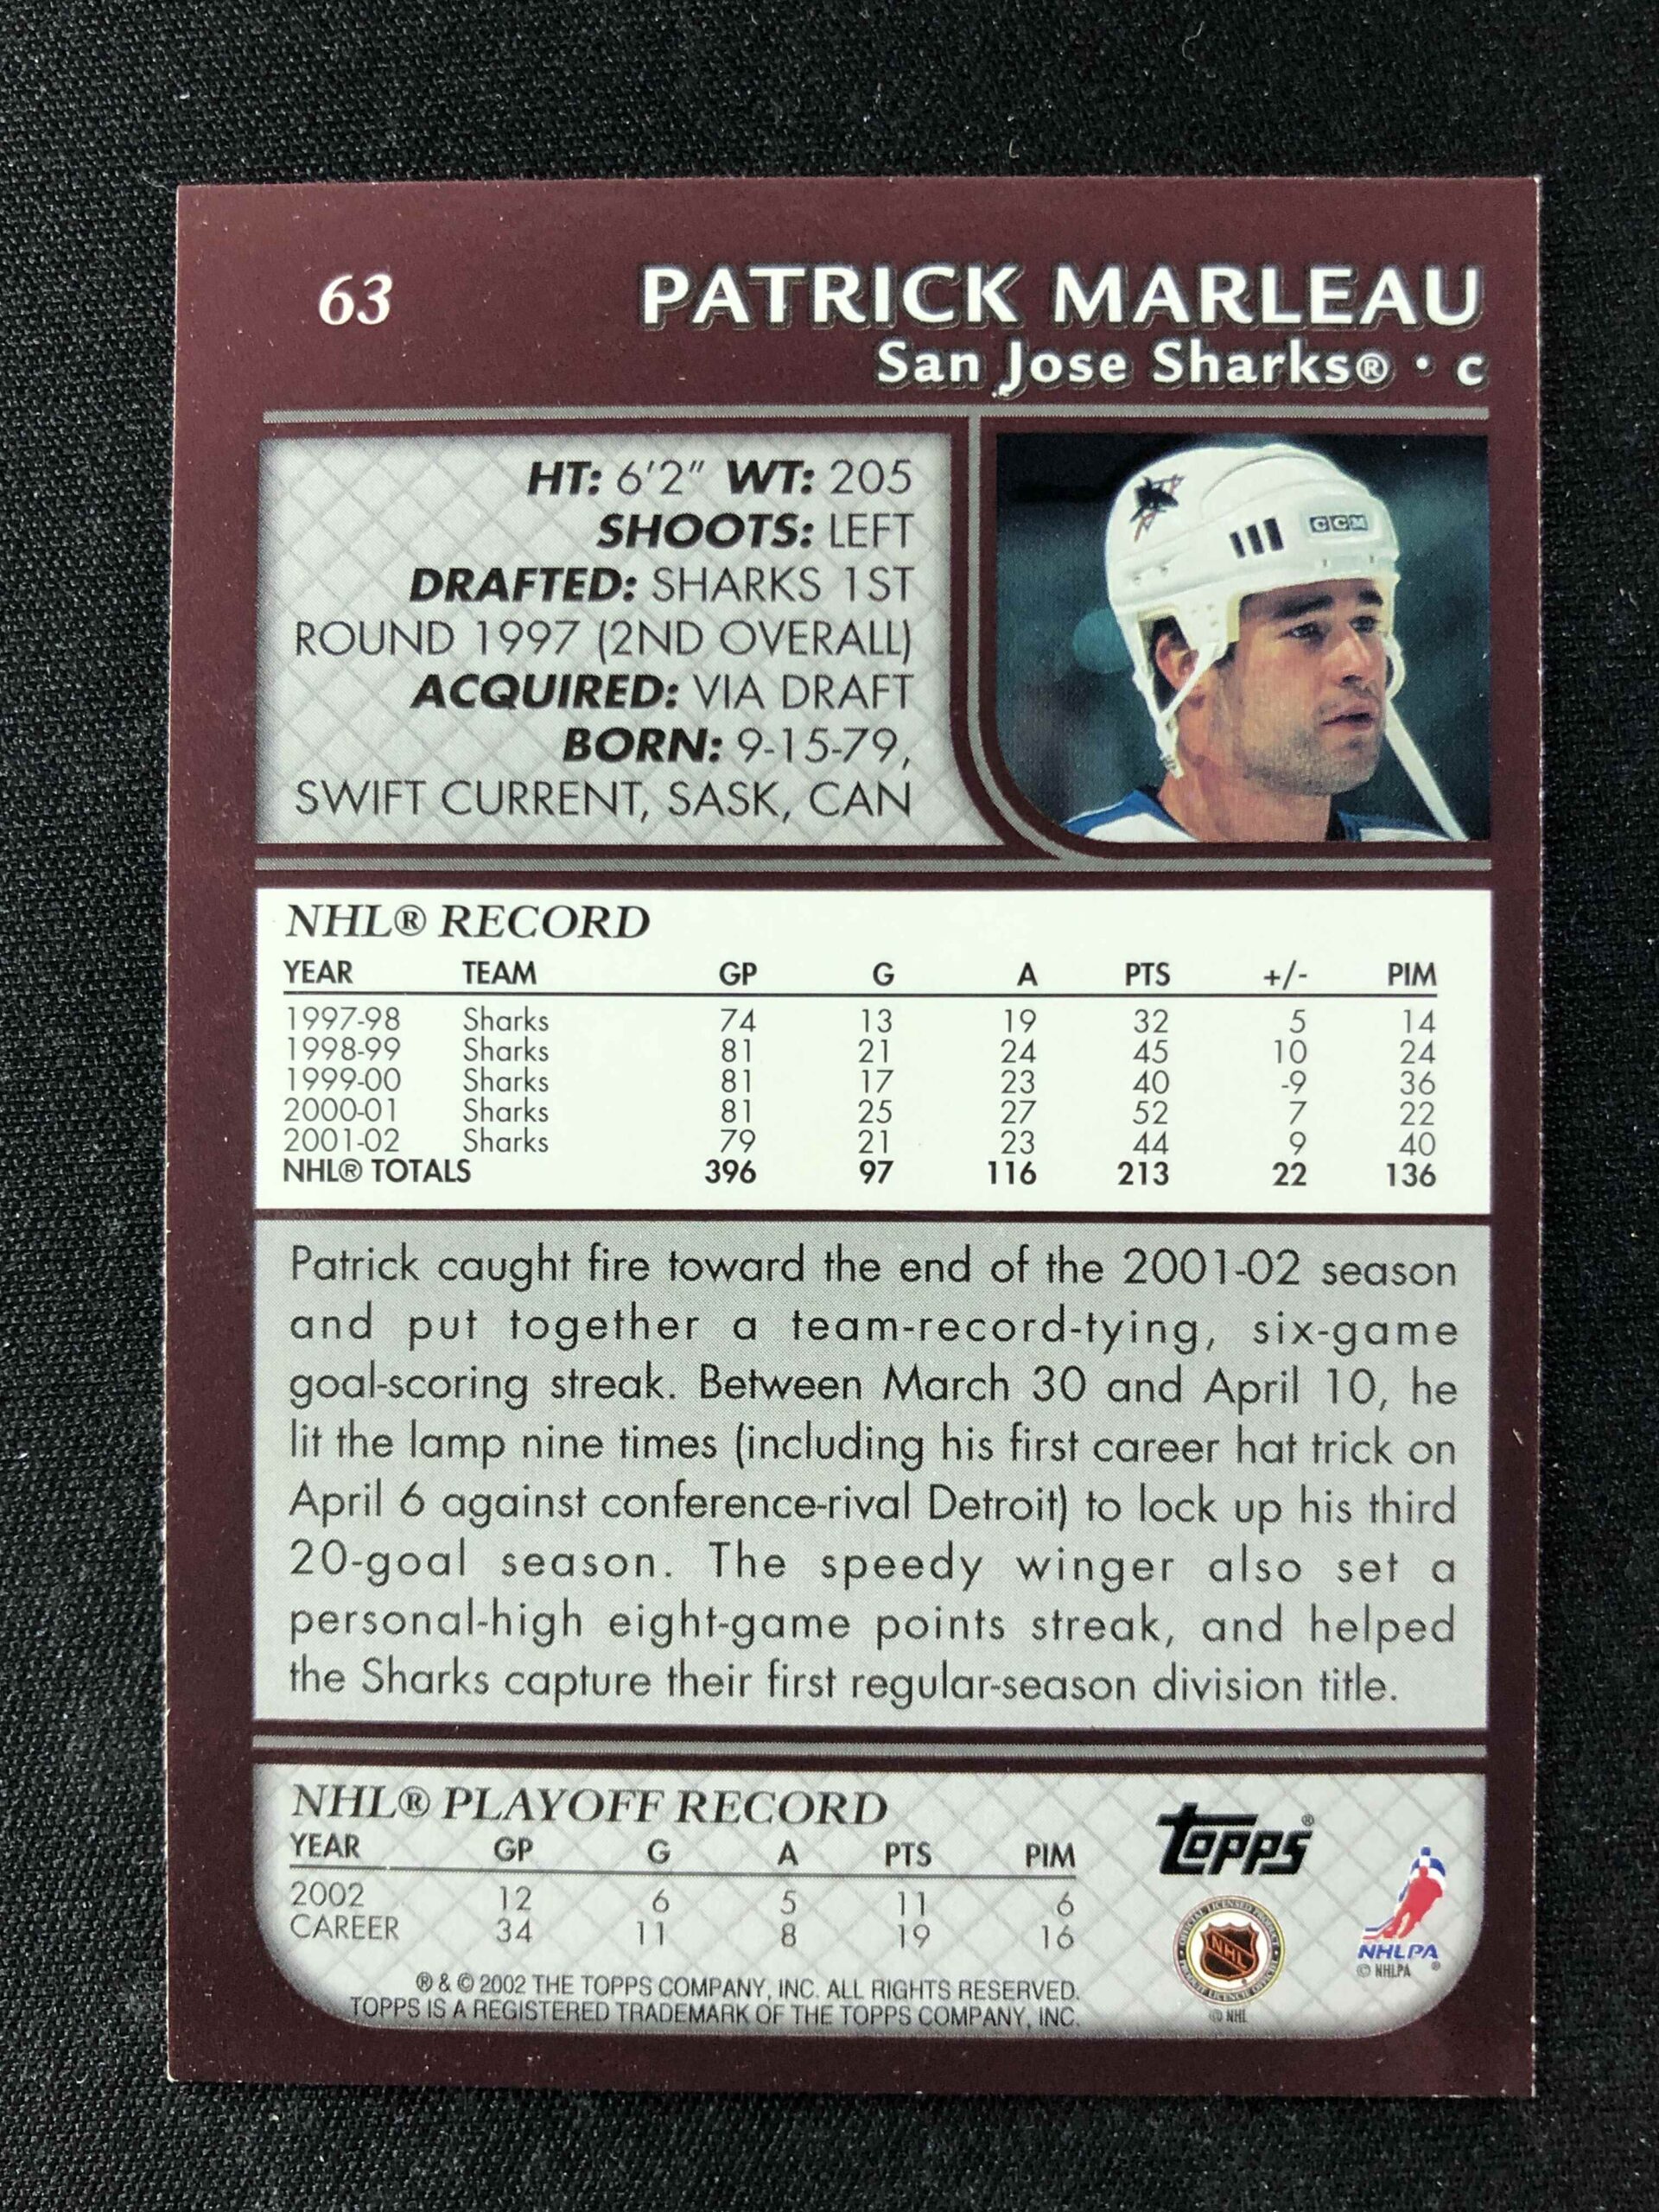 63
PATRICK MARLEAU
San Jose Sharks® • C
HT: 6'2" WT: 205
SHOOTS: LEFT
DRAFTED: SHARKS 1ST
ROUND 1997 (2ND OVERALL)
ACQUIRED: VIA DRAFT
BORN: 9-15-79,
SWIFT CURRENT, SASK, CAN
CCM
NHL® RECORD
YEAR TEAM GP G A PTS +/- PIM
1997-98 Sharks 74 13 19 32 5 14
1998-99 Sharks 81 21 24 45 10 24
1999-00 Sharks 81 17 23 40 -9 36
2000-01 Sharks 81 25 27 52 7 22
2001-02 Sharks 79 21 23 44 9 40
NHL® TOTALS 396 97 116 213 22 136
Patrick caught fire toward the end of the 2001-02 season
and put together a team-record-tying, six-game
goal-scoring streak. Between March 30 and April 10, he
lit the lamp nine times (including his first career hat trick on
April 6 against conference-rival Detroit) to lock up his third
20-goal season. The speedy winger also set a
personal-high eight-game points streak, and helped
the Sharks capture their first regular-season division title.
NHL® PLAYOFF RECORD
YEAR GP G A PTS PIM
2002 12 6 5 11 6
CAREER 34 11 8 19 16
® & © 2002 THE TOPPS COMPANY, INC. ALL RIGHTS RESERVED.
TOPPS IS A REGISTERED TRADEMARK OF THE TOPPS COMPANY, INC.
Topps®
OFFICIAL LICENSED PRODUCT
NHL
© NHL
NHLPA®
© NHLPA